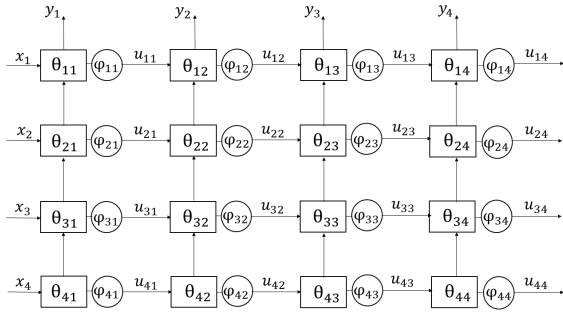 y₁ y₂ y₃ y₄
x₁ θ₁₁ φ₁₁ u₁₁ θ₁₂ φ₁₂ u₁₂ θ₁₃ φ₁₃ u₁₃ θ₁₄ φ₁₄ u₁₄
x₂ θ₂₁ φ₂₁ u₂₁ θ₂₂ φ₂₂ u₂₂ θ₂₃ φ₂₃ u₂₃ θ₂₄ φ₂₄ u₂₄
x₃ θ₃₁ φ₃₁ u₃₁ θ₃₂ φ₃₂ u₃₂ θ₃₃ φ₃₃ u₃₃ θ₃₄ φ₃₄ u₃₄
x₄ θ₄₁ φ₄₁ u₄₁ θ₄₂ φ₄₂ u₄₂ θ₄₃ φ₄₃ u₄₃ θ₄₄ φ₄₄ u₄₄